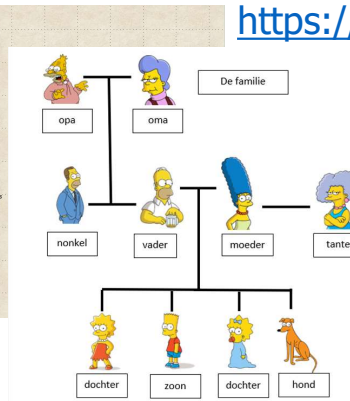 https://
De familie
opa
oma
nonkel
vader
moeder
tante
dochter
zoon
dochter
hond